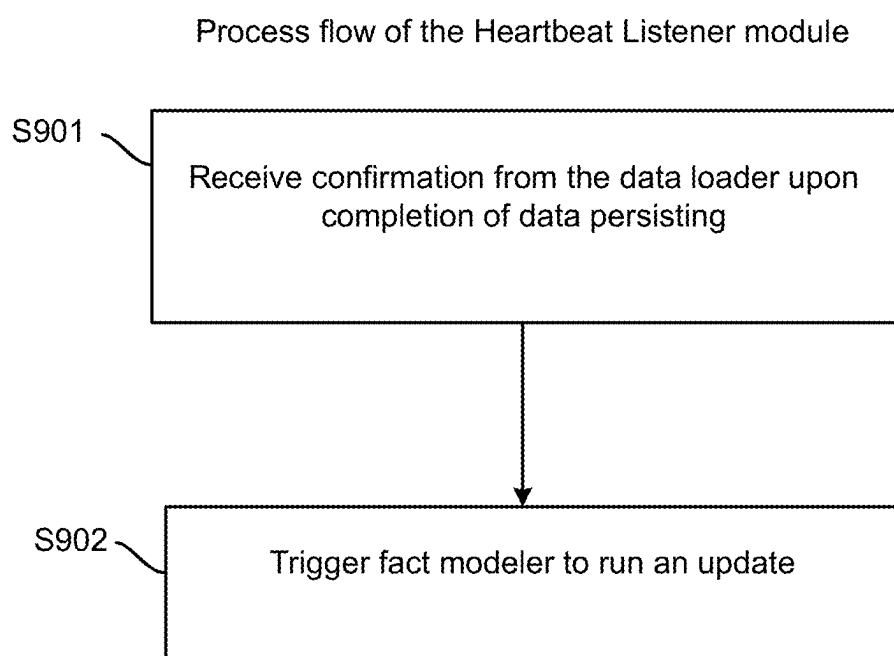 Process flow of the Heartbeat Listener module
S901
Receive confirmation from the data loader upon
completion of data persisting
S902
Trigger fact modeler to run an update